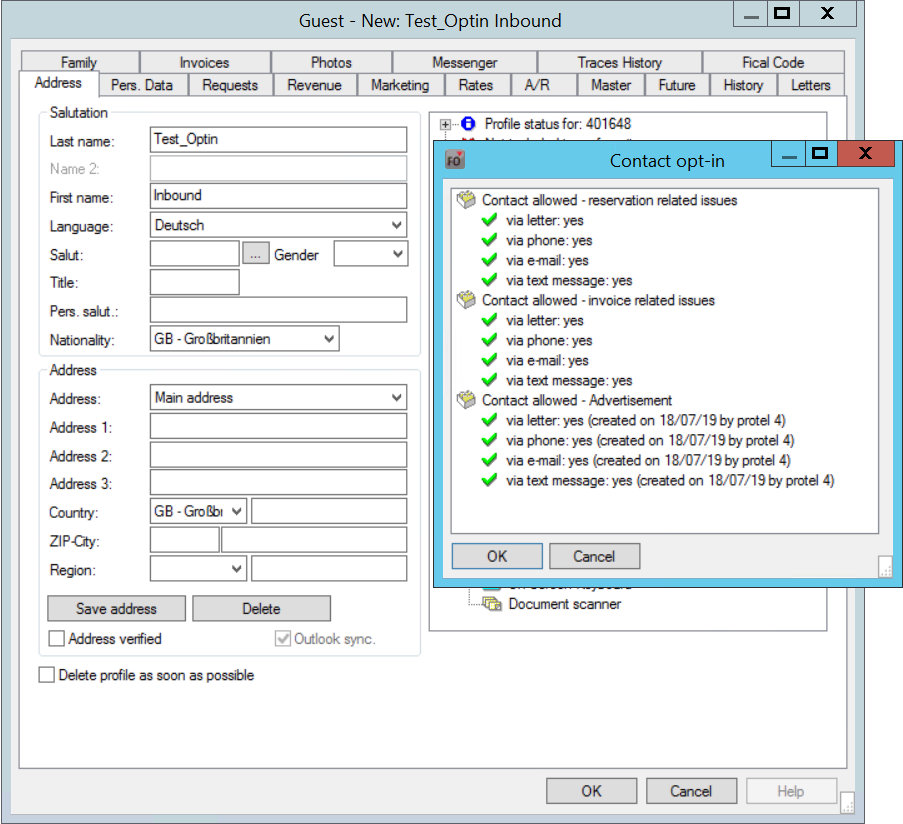 Guest - New: Test_Optin Inbound
Family Invoices Photos Messenger Traces History Fical Code
Address Pers. Data Requests Revenue Marketing Rates A/R Master Future History Letters
Salutation
Last name: Test_Optin
Name 2:
First name: Inbound
Language: Deutsch
Salut: ... Gender
Title:
Pers. salut.:
Nationality: GB - Großbritannien
Address
Address: Main address
Address 1:
Address 2:
Address 3:
Country: GB - Großbr
ZIP-City:
Region:
Save address Delete
Address verified Outlook sync.
Delete profile as soon as possible
Profile status for: 401648
FO Contact opt-in
Contact allowed - reservation related issues
via letter: yes
via phone: yes
via e-mail: yes
via text message: yes
Contact allowed - invoice related issues
via letter: yes
via phone: yes
via e-mail: yes
via text message: yes
Contact allowed - Advertisement
via letter: yes (created on 18/07/19 by protel 4)
via phone: yes (created on 18/07/19 by protel 4)
via e-mail: yes (created on 18/07/19 by protel 4)
via text message: yes (created on 18/07/19 by protel 4)
OK Cancel
Document scanner
OK Cancel Help